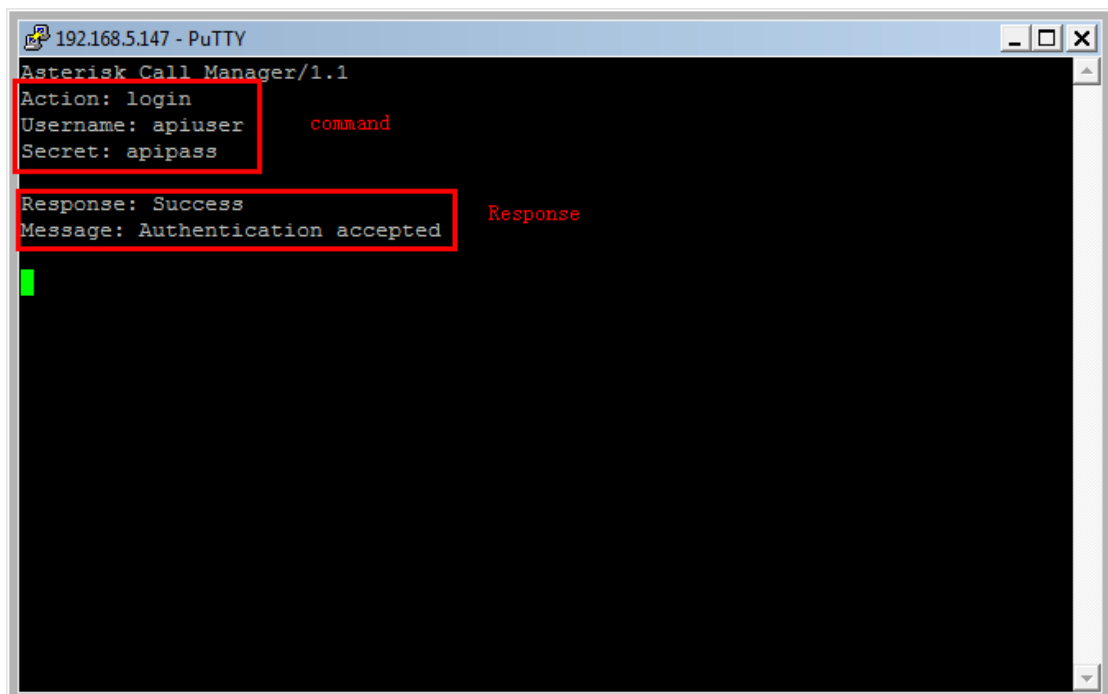 192.168.5.147 - PuTTY
Asterisk Call Manager/1.1
Action: login
Username: apiuser
command
Secret: apipass
Response: Success
Response
Message: Authentication accepted